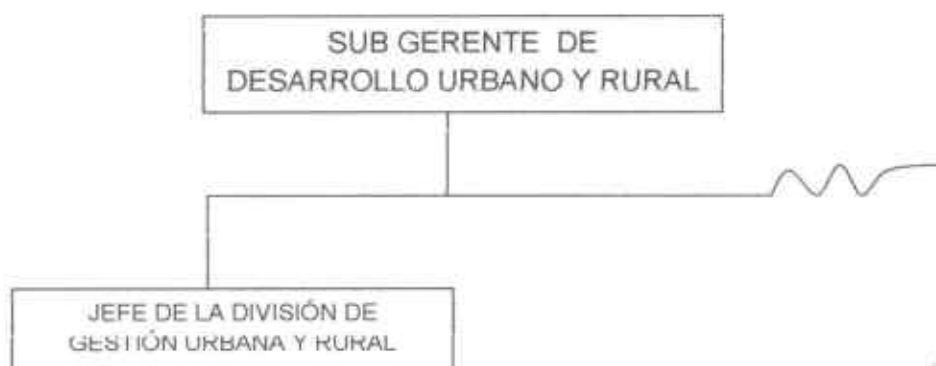 SUB GERENTE DE
DESARROLLO URBANO Y RURAL
JEFE DE LA DIVISIÓN DE
GESTIÓN URBANA Y RURAL